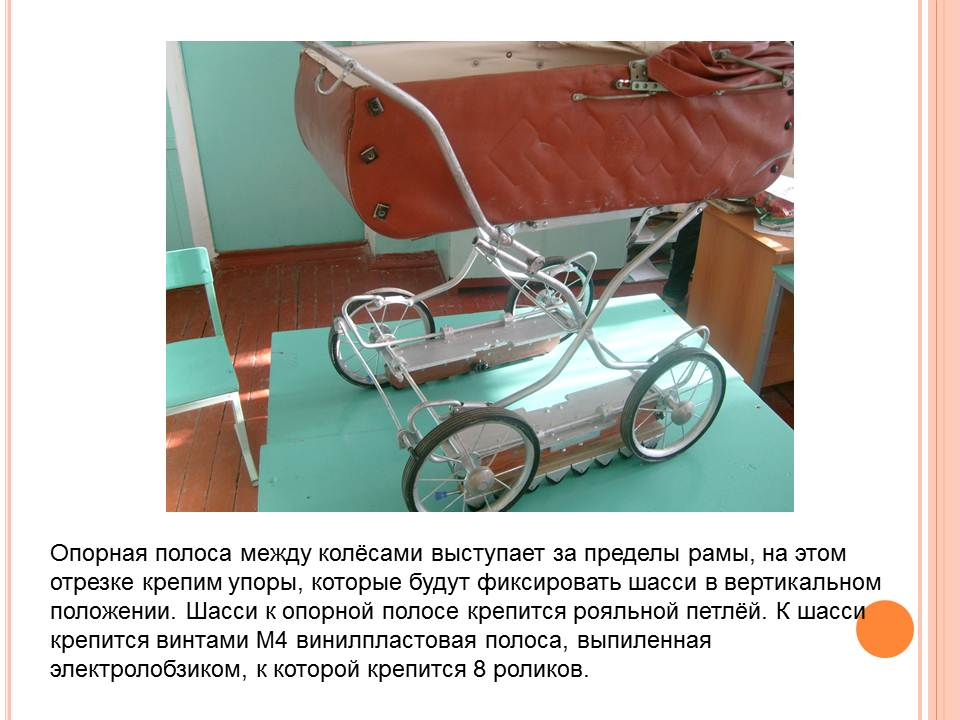 Опорная полоса между колёсами выступает за пределы рамы, на этом
отрезке крепим упоры, которые будут фиксировать шасси в вертикальном
положении. Шасси к опорной полосе крепится рояльной петлёй. К шасси
крепится винтами М4 винилпластовая полоса, выпиленная
электролобзиком, к которой крепится 8 роликов.